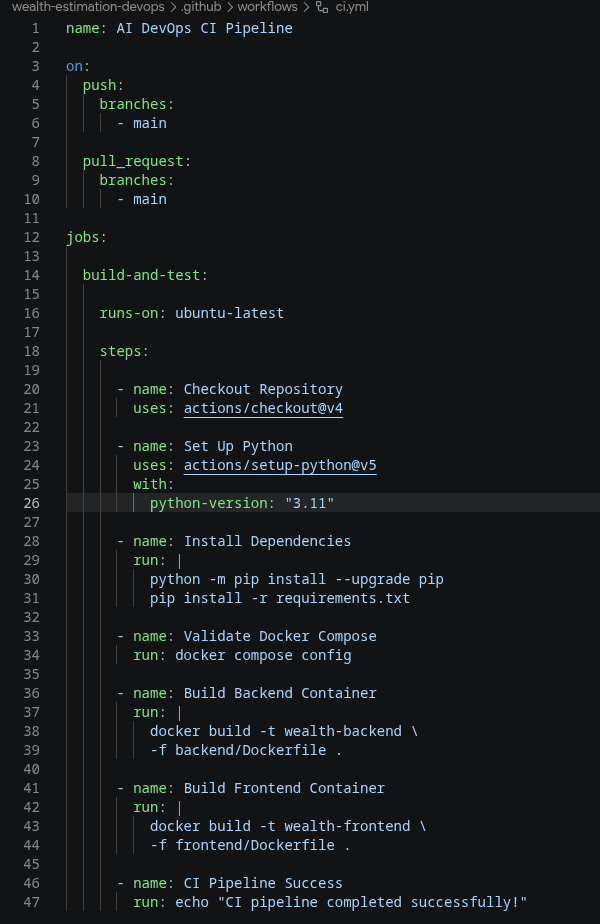 wealth-estimation-devops > .github > workflows > ci.yml
1 name: AI DevOps CI Pipeline
2
3 on:
4   push:
5     branches:
6       - main
7
8   pull_request:
9     branches:
10       - main
11
12 jobs:
13
14   build-and-test:
15
16     runs-on: ubuntu-latest
17
18     steps:
19
20       - name: Checkout Repository
21         uses: actions/checkout@v4
22
23       - name: Set Up Python
24         uses: actions/setup-python@v5
25         with:
26           python-version: "3.11"
27
28       - name: Install Dependencies
29         run: |
30           python -m pip install --upgrade pip
31           pip install -r requirements.txt
32
33       - name: Validate Docker Compose
34         run: docker compose config
35
36       - name: Build Backend Container
37         run: |
38           docker build -t wealth-backend \
39           -f backend/Dockerfile .
40
41       - name: Build Frontend Container
42         run: |
43           docker build -t wealth-frontend \
44           -f frontend/Dockerfile .
45
46       - name: CI Pipeline Success
47         run: echo "CI pipeline completed successfully!"